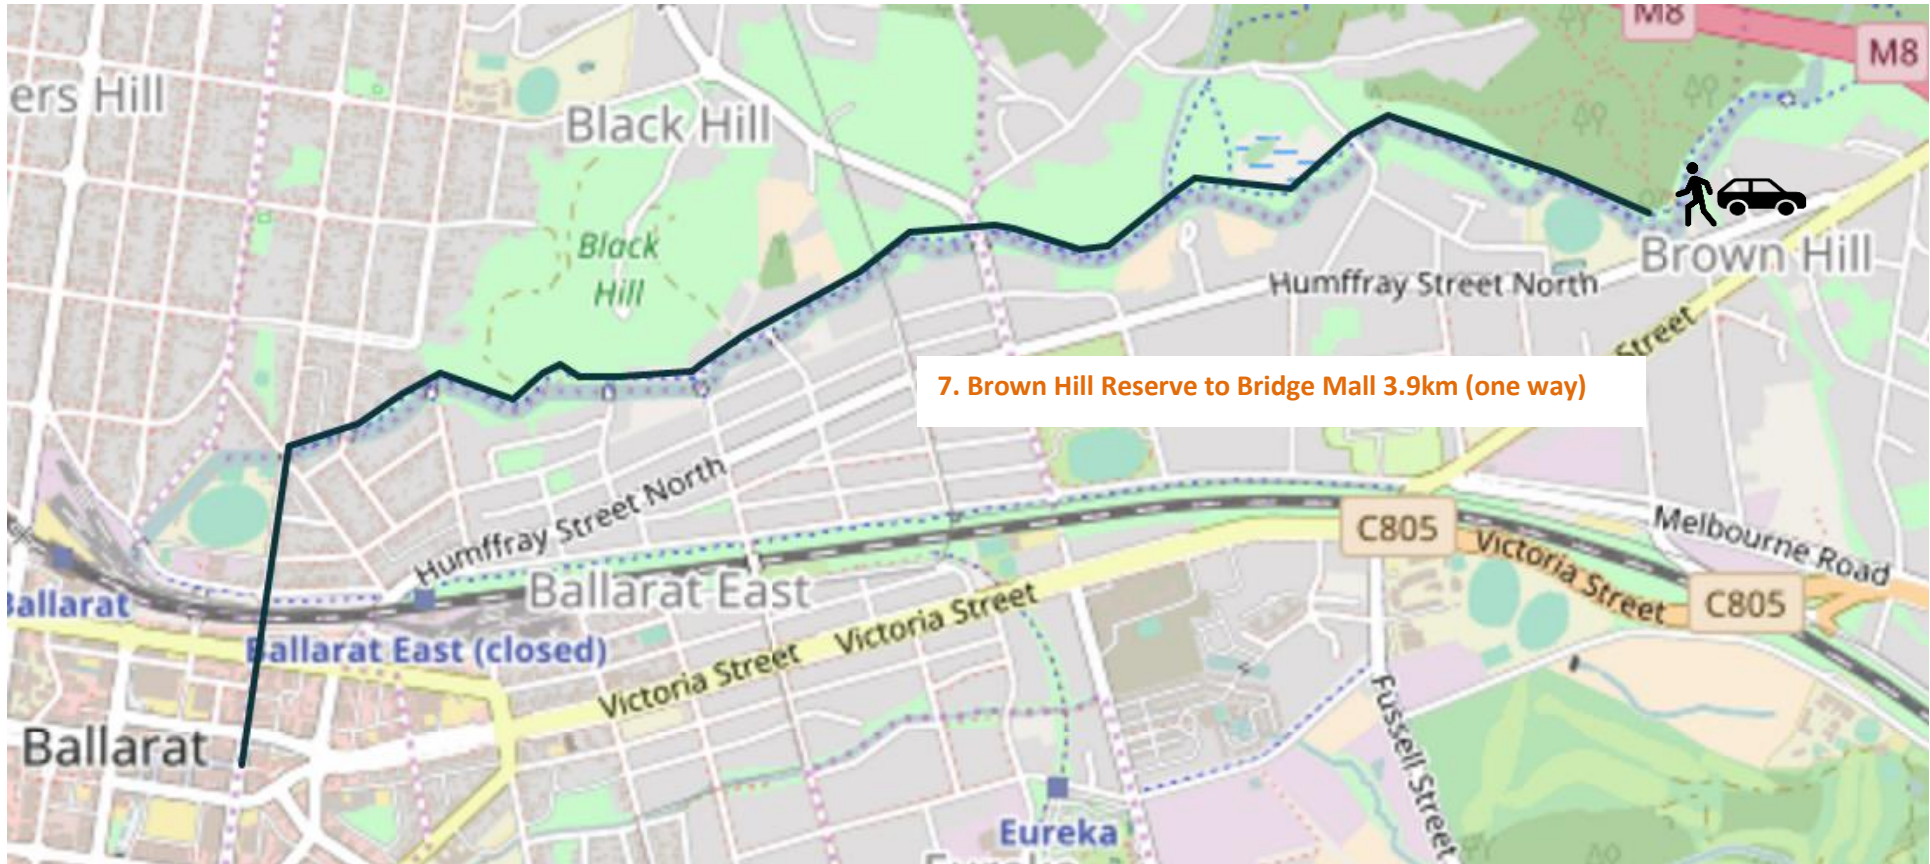 M8
M8
ers Hill
Black Hill
Black
Hill
Brown Hill
Humffray Street North
Street
7. Brown Hill Reserve to Bridge Mall 3.9km (one way)
Humffray Street North
C805
Melbourne Road
Victoria Street
C805
Ballarat East
Ballarat
Ballarat East (closed)
Victoria Street
Victoria Street
Ballarat
Fussell Street
Eureka
Eureka